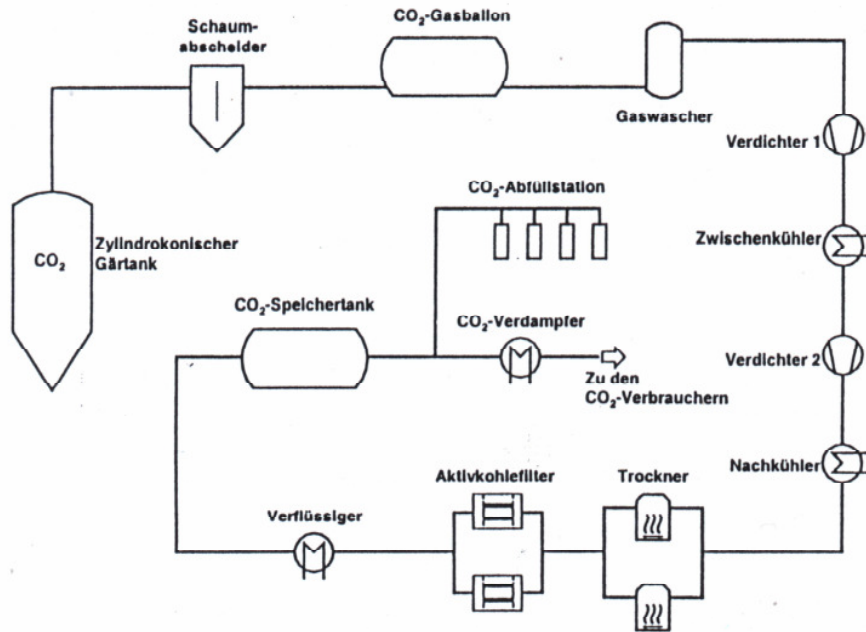 Schaum-
abscheider
CO₂-Gasballon
Gaswascher
Verdichter 1
CO₂-Abfüllstation
Zwischenkühler
CO₂
Zylindrokonischer
Gärtank
CO₂-Speichertank
CO₂-Verdampfer
Verdichter 2
Zu den
CO₂-Verbrauchern
Nachkühler
Aktivkohlefilter
Trockner
Verflüssiger